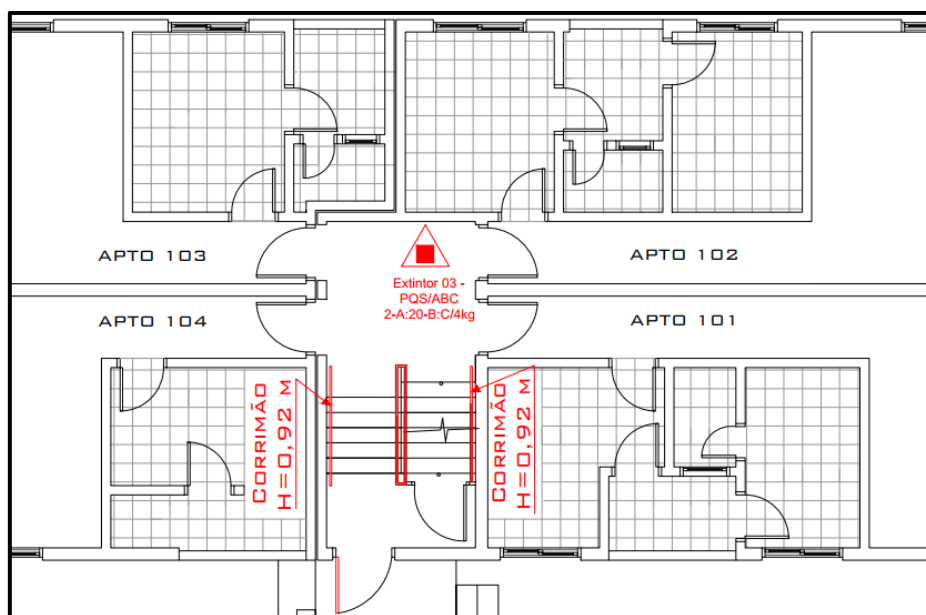 APTO 103
APTO 102
Extintor 03 -
PQS/ABC
2-A:20-B:C/4kg
APTO 104
APTO 101
CORRIMÃO
H=0,92 M
CORRIMÃO
H=0,92 M